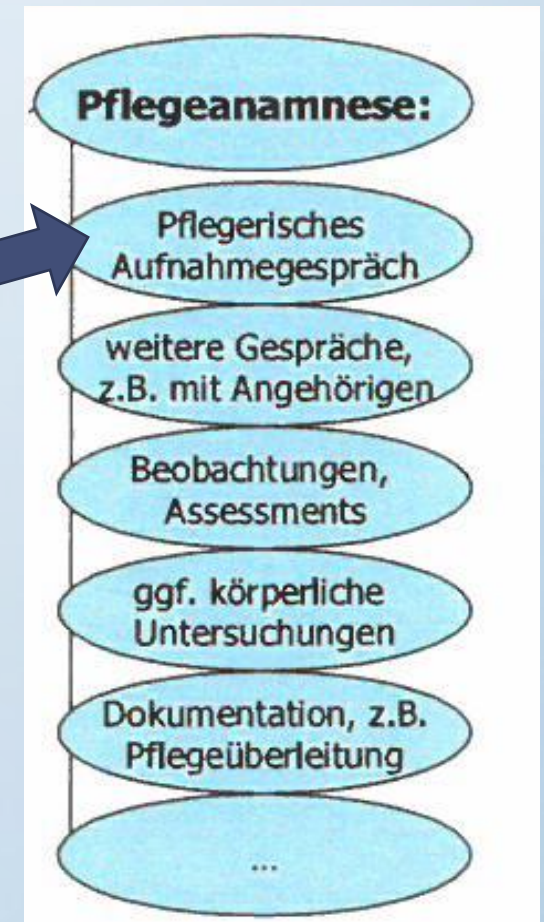 Pflegeanamnese:
Pflegerisches
Aufnahmegespräch
weitere Gespräche,
z.B. mit Angehörigen
Beobachtungen,
Assessments
ggf. körperliche
Untersuchungen
Dokumentation, z.B.
Pflegeüberleitung
...